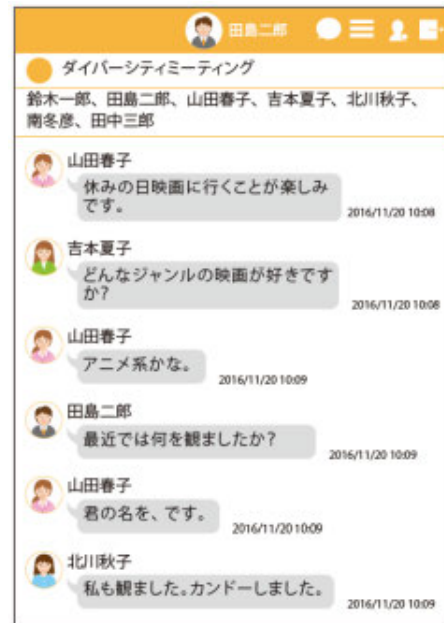 田島二郎
ダイバーシティミーティング
鈴木一郎、田島二郎、山田春子、吉本夏子、北川秋子、
南冬彦、田中三郎
山田春子
休みの日映画に行くことが楽しみ
です。
2016/11/20 10:08
吉本夏子
どんなジャンルの映画が好きです
か?
2016/11/20 10:08
山田春子
アニメ系かな。
2016/11/20 10:09
田島二郎
最近では何を観ましたか?
2016/11/20 10:09
山田春子
君の名を、です。
2016/11/20 10:09
北川秋子
私も観ました。カンドーしました。
2016/11/20 10:09